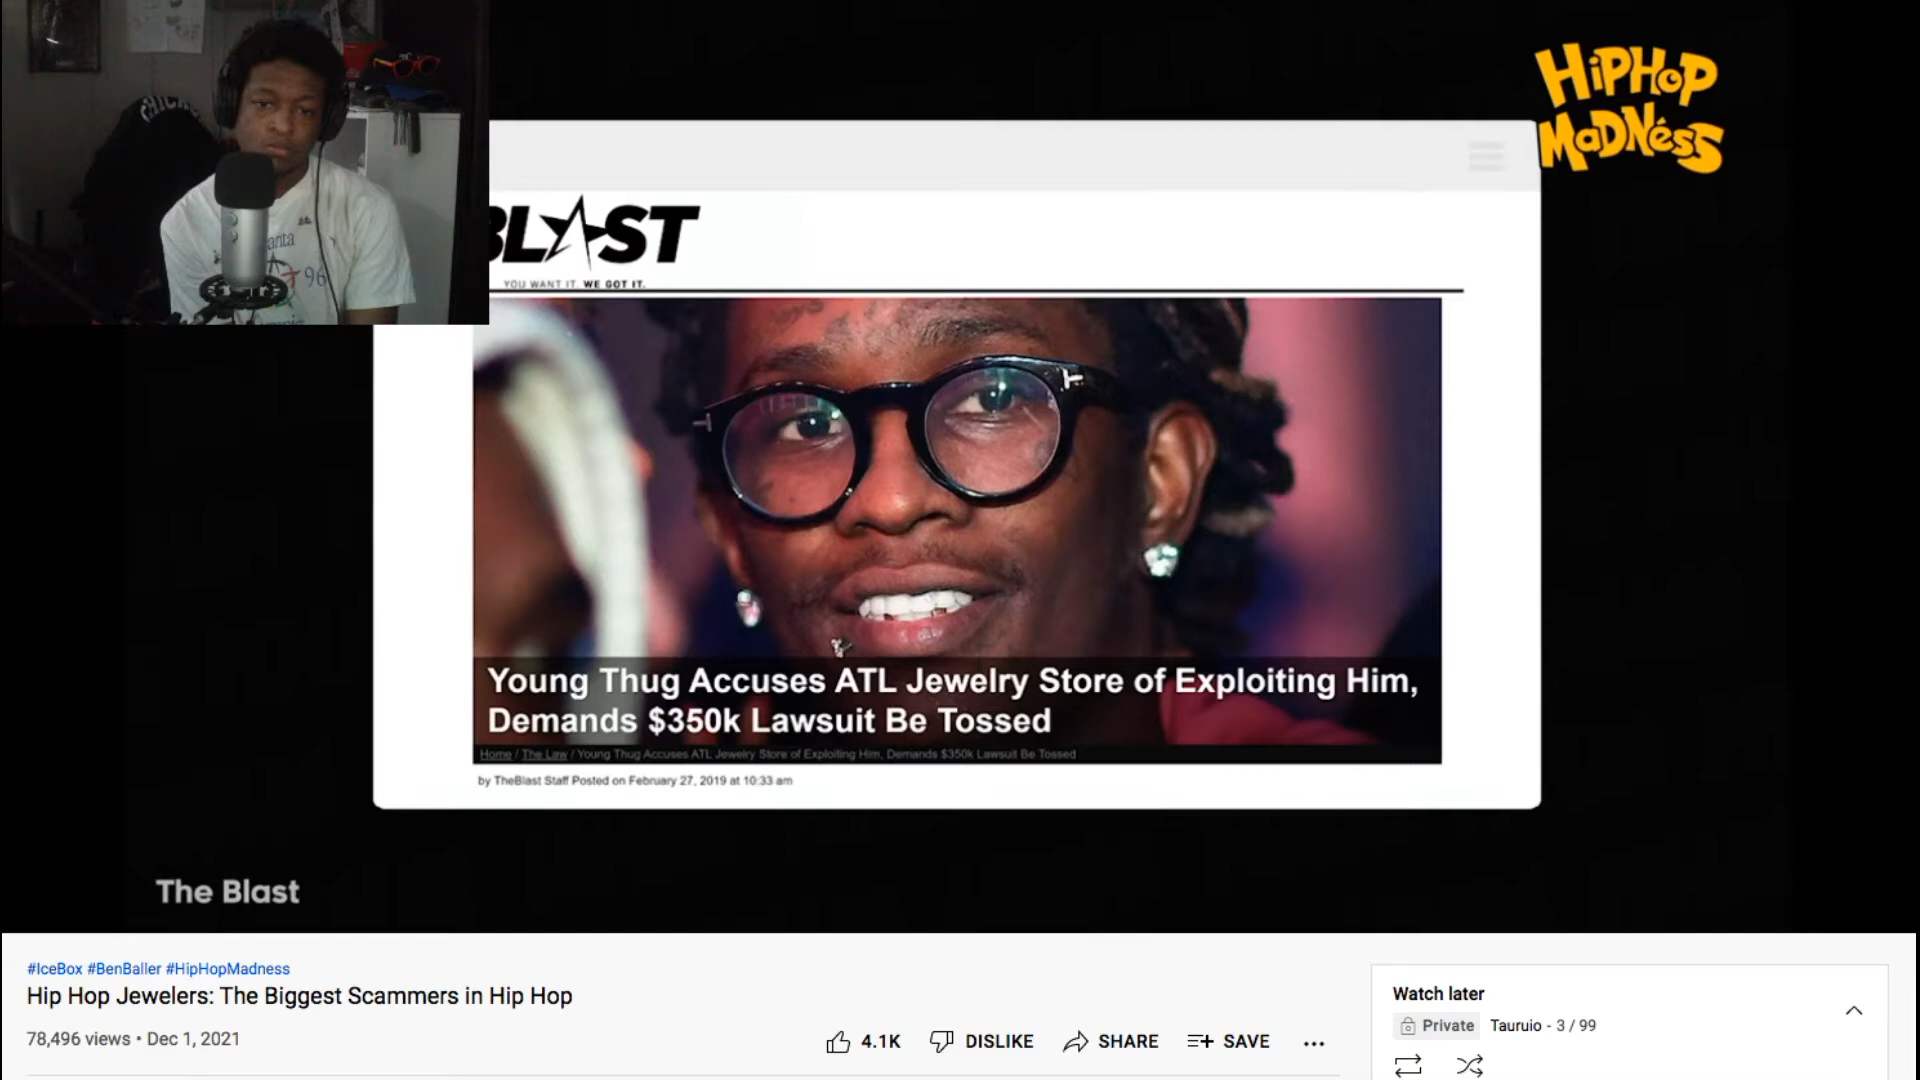 HiPHoP
MaDNéSS
CHIC
BLAST
YOU WANT IT. WE GOT IT.
anta
96
Young Thug Accuses ATL Jewelry Store of Exploiting Him,
Demands $350k Lawsuit Be Tossed
Home / The Law / Young Thug Accuses ATL Jewelry Store of Exploiting Him, Demands $350k Lawsuit Be Tossed
by TheBlast Staff Posted on February 27, 2019 at 10:33 am
The Blast
#IceBox #BenBaller #HipHopMadness
Hip Hop Jewelers: The Biggest Scammers in Hip Hop
78,496 views • Dec 1, 2021
4.1K DISLIKE SHARE SAVE ...
Watch later
Private Tauruio - 3 / 99